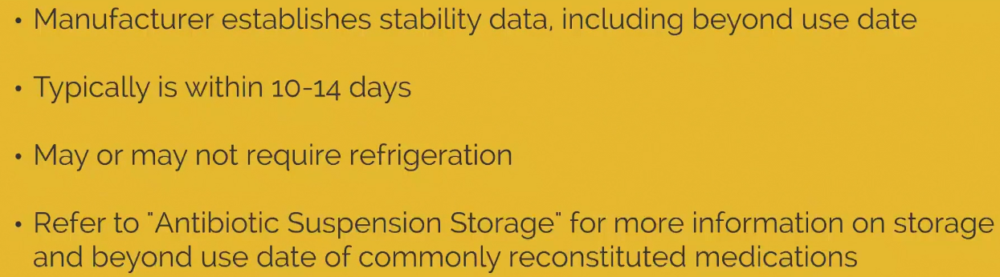 • Manufacturer establishes stability data, including beyond use date
• Typically is within 10-14 days
• May or may not require refrigeration
• Refer to "Antibiotic Suspension Storage" for more information on storage
and beyond use date of commonly reconstituted medications